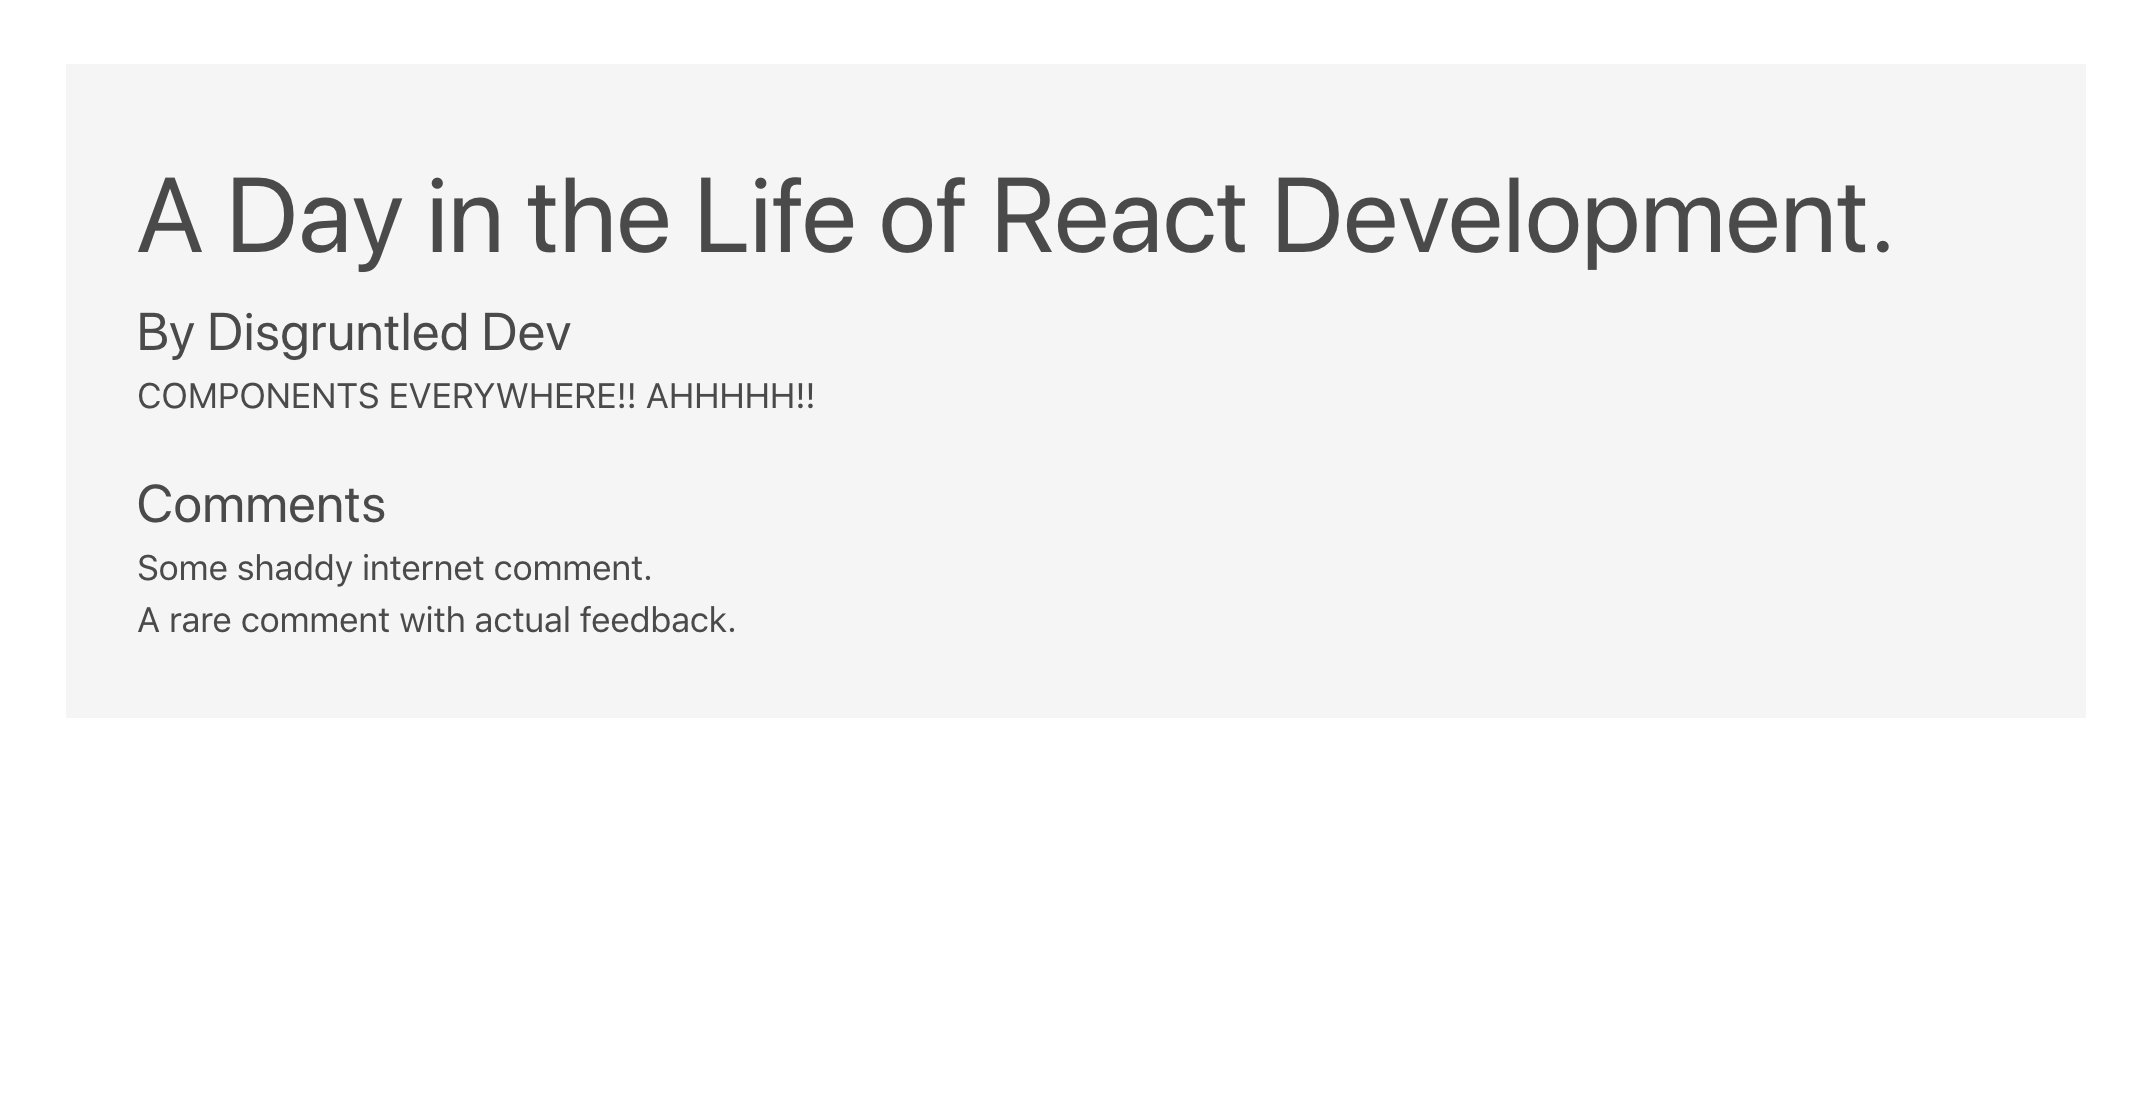 A Day in the Life of React Development.
By Disgruntled Dev
COMPONENTS EVERYWHERE!! AHHHHH!!
Comments
Some shaddy internet comment.
A rare comment with actual feedback.